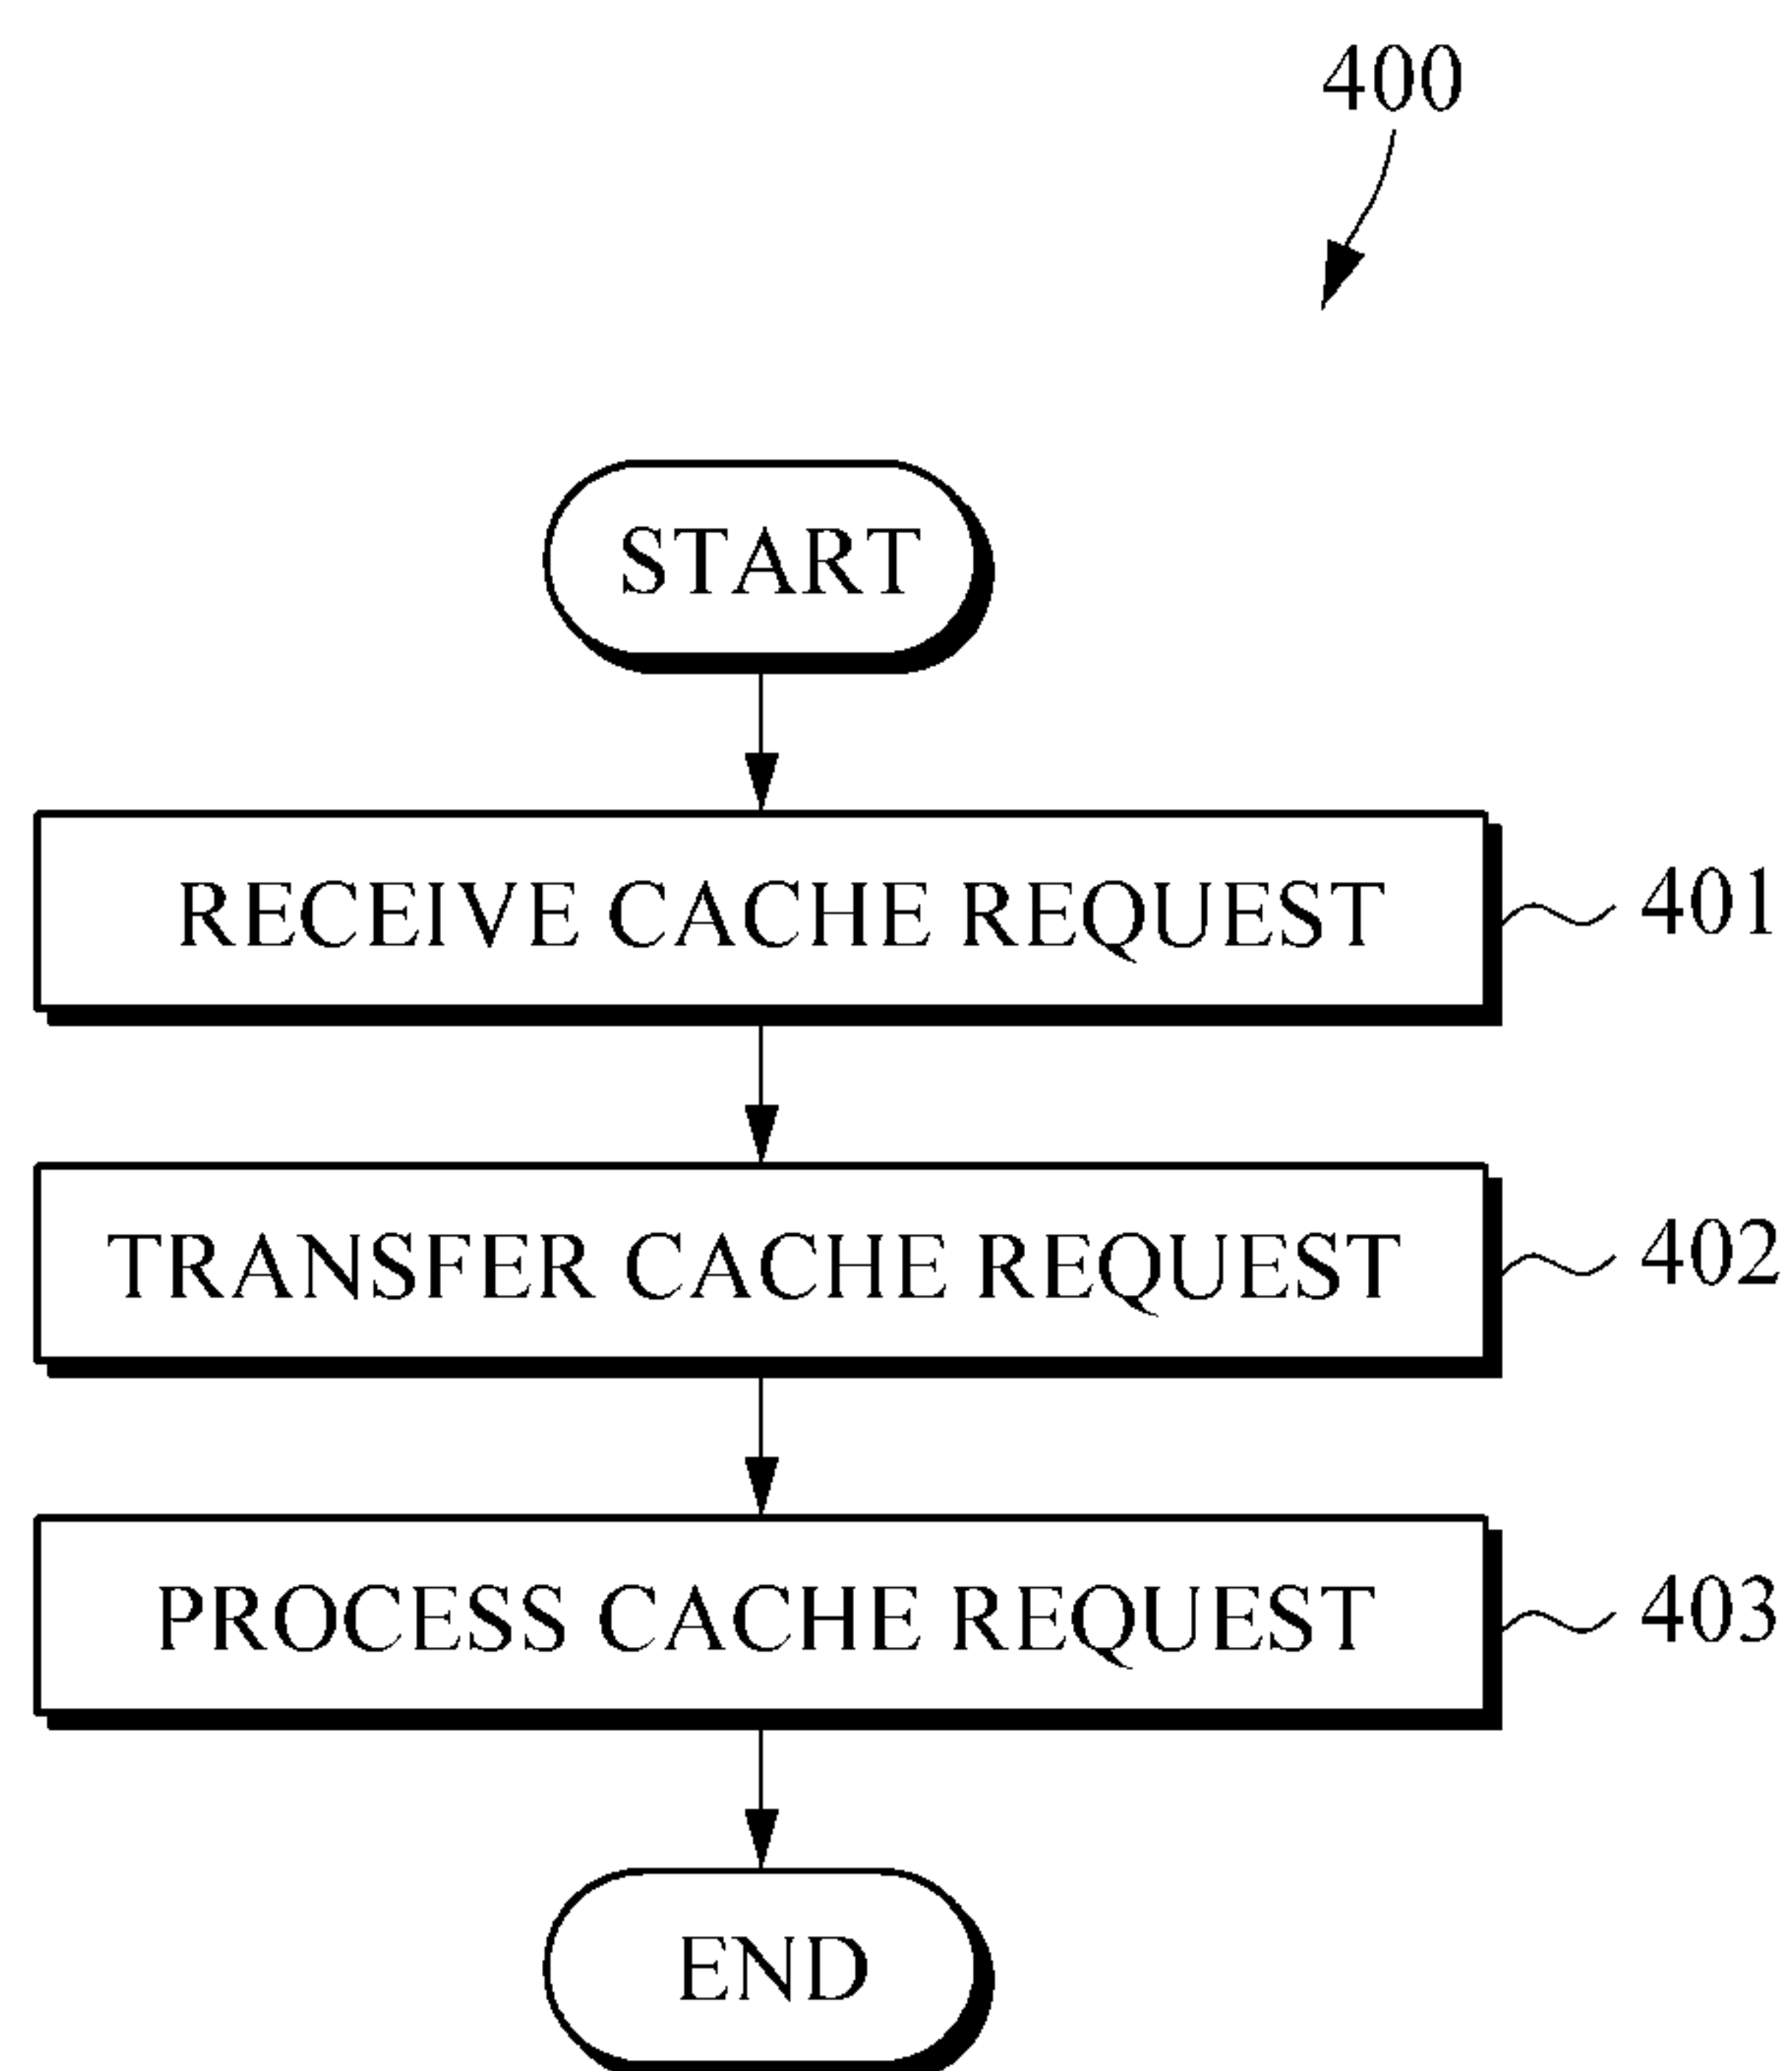 400
START
RECEIVE CACHE REQUEST 401
TRANSFER CACHE REQUEST 402
PROCESS CACHE REQUEST 403
END